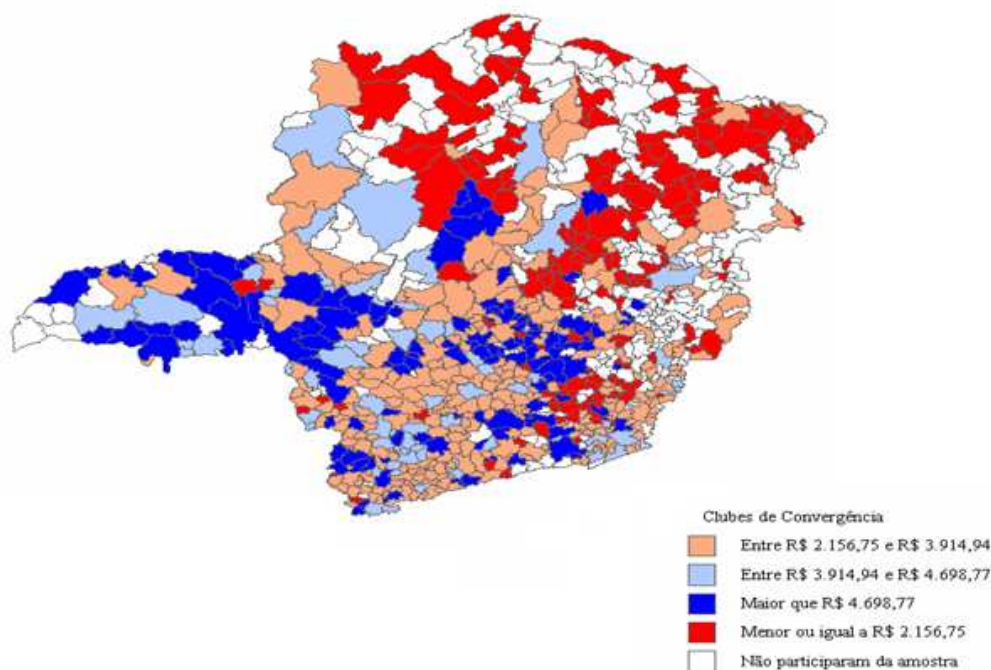 Clubes de Convergência
Entre R$ 2.156,75 e R$ 3.914,94
Entre R$ 3.914,94 e R$ 4.698,77
Maior que R$ 4.698,77
Menor ou igual a R$ 2.156,75
Não participaram da amostra